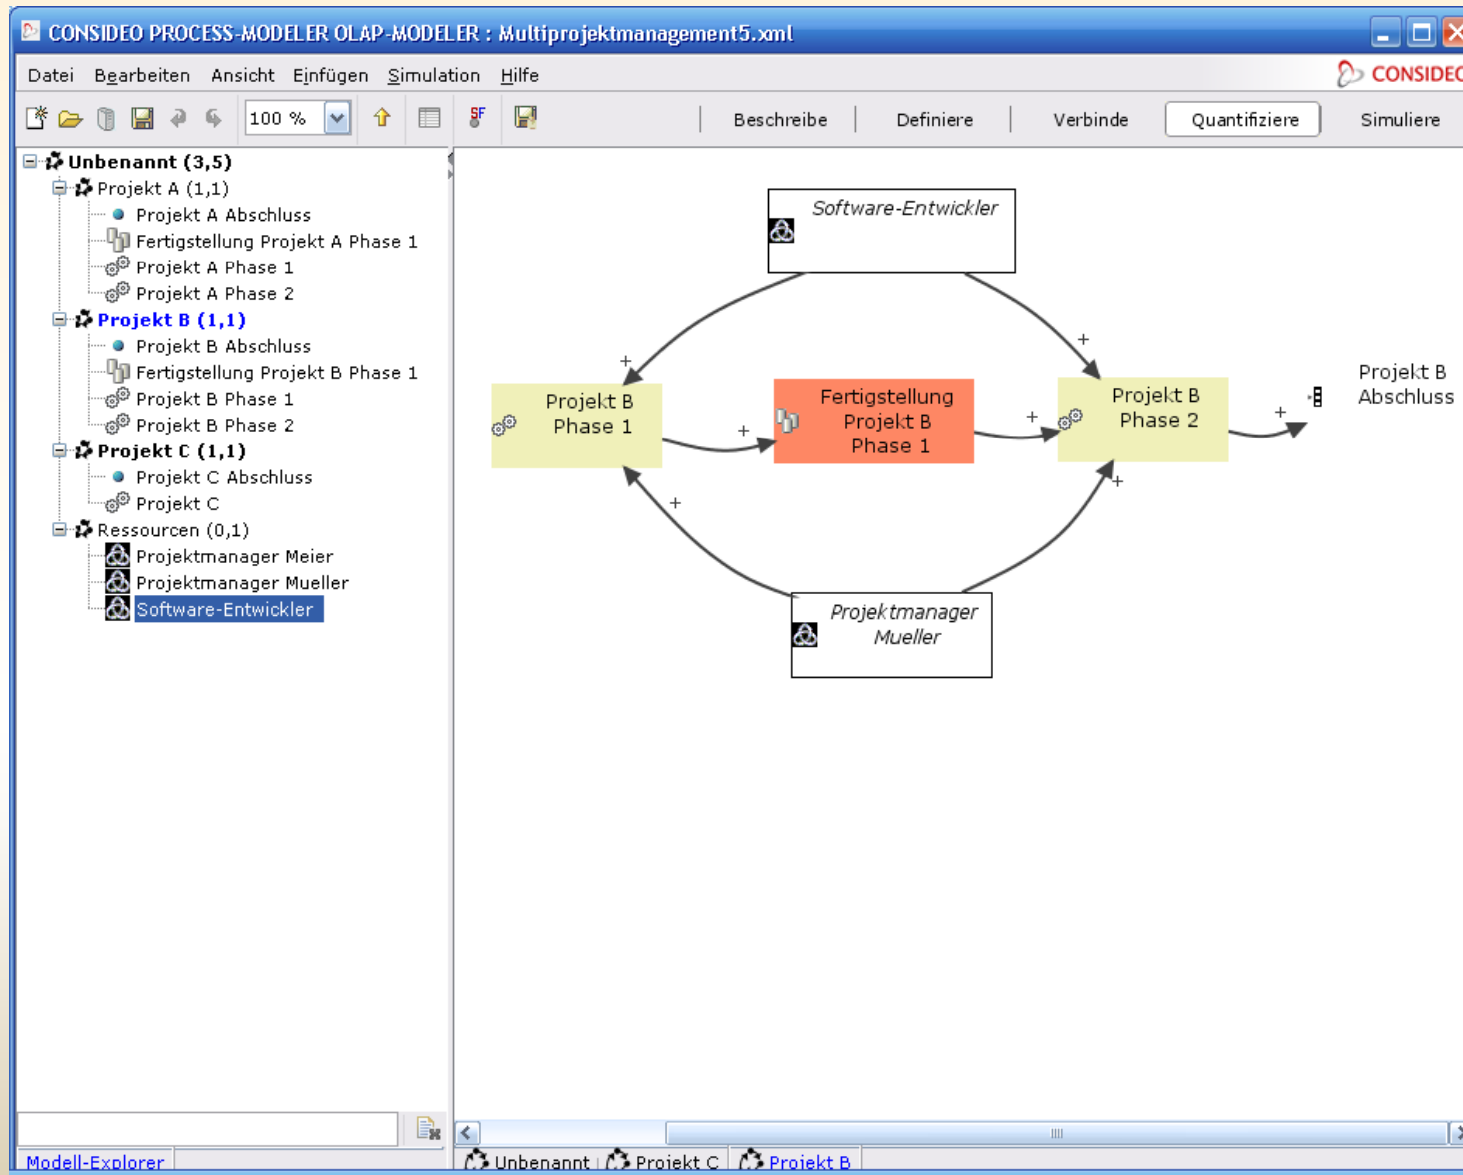 CONSIDEO PROCESS-MODELER OLAP-MODELER : Multiprojektmanagement5.xml
Datei Bearbeiten Ansicht Einfügen Simulation Hilfe
CONSIDEO
100 %
SF
Beschreibe Definiere Verbinde Quantifiziere Simuliere
Unbenannt (3,5)
Projekt A (1,1)
Projekt A Abschluss
Fertigstellung Projekt A Phase 1
Projekt A Phase 1
Projekt A Phase 2
Projekt B (1,1)
Projekt B Abschluss
Fertigstellung Projekt B Phase 1
Projekt B Phase 1
Projekt B Phase 2
Projekt C (1,1)
Projekt C Abschluss
Projekt C
Ressourcen (0,1)
Projektmanager Meier
Projektmanager Mueller
Software-Entwickler
Software-Entwickler
+
+
Projekt B
Phase 1
+
Fertigstellung
Projekt B
Phase 1
+
Projekt B
Phase 2
+
Projekt B
Abschluss
+
+
Projektmanager
Mueller
Modell-Explorer
Unbenannt Projekt C Projekt B